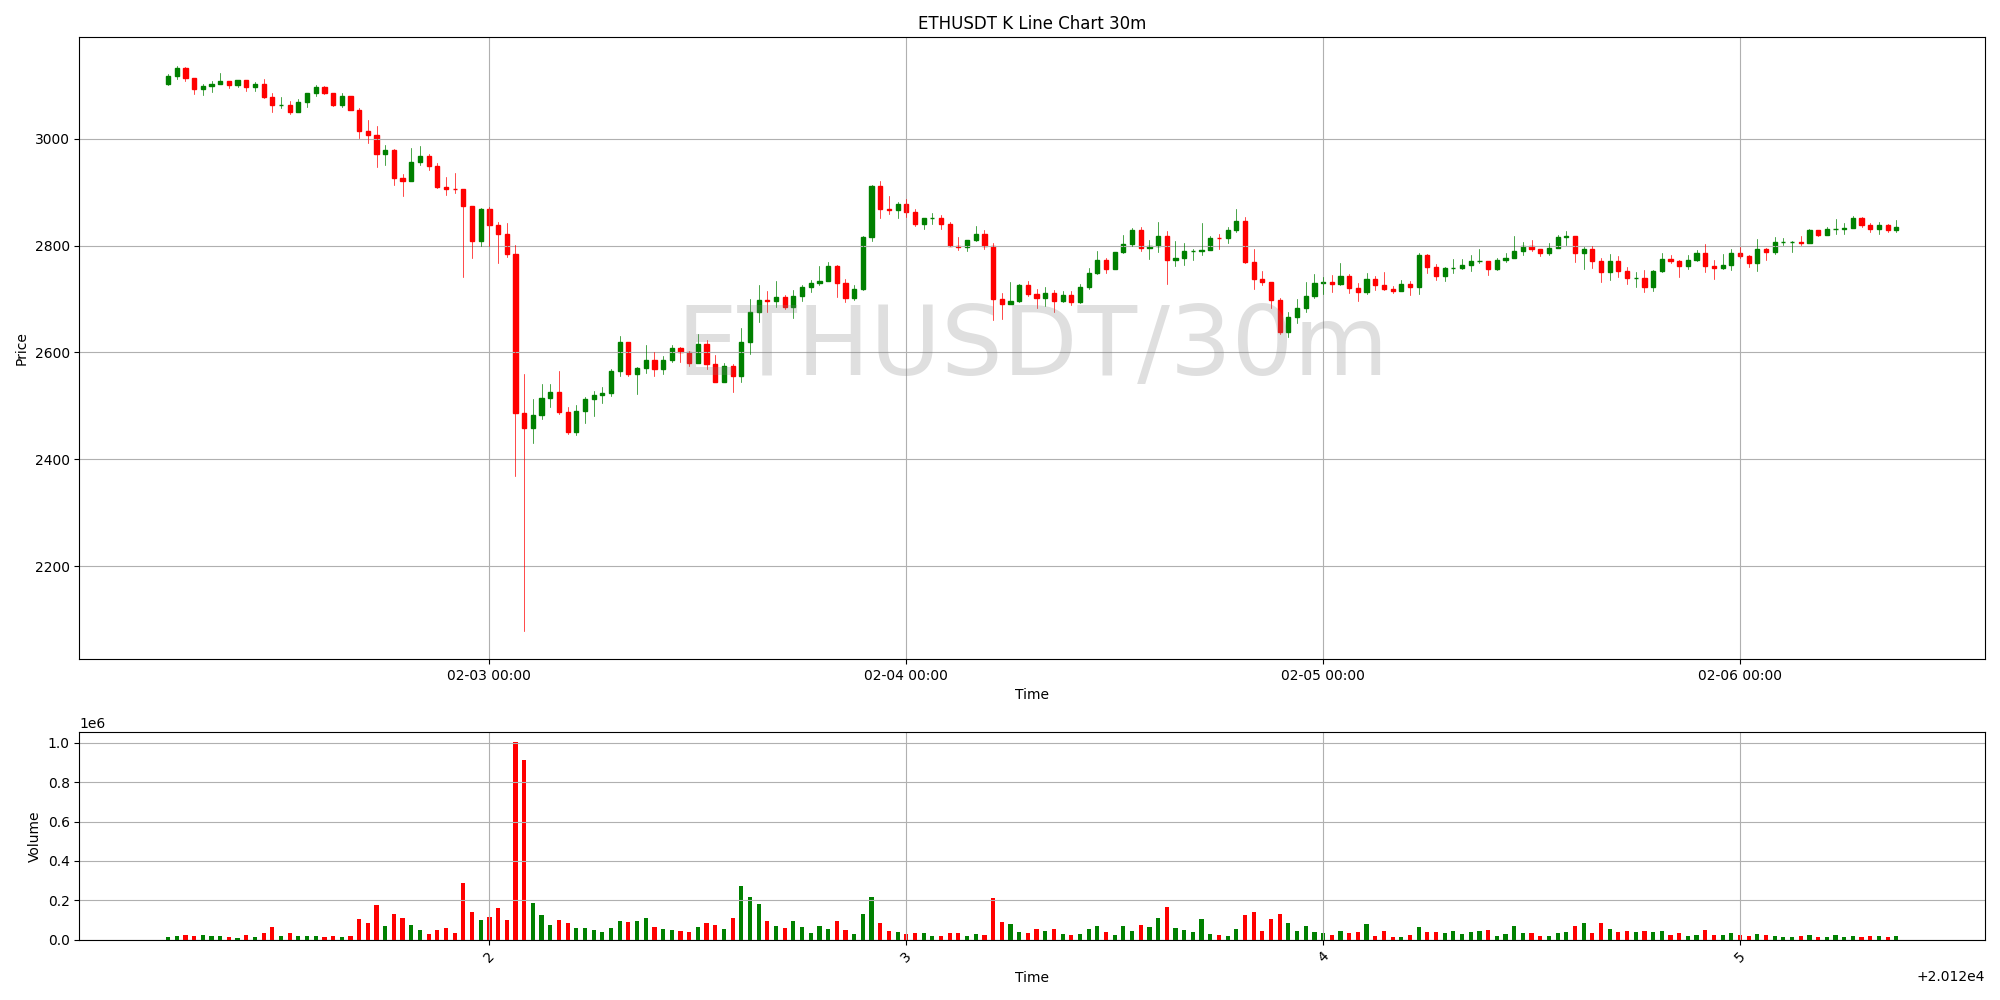 ETHUSDT K Line Chart 30m
Price
3000
2800
2600
2400
2200
ETHUSDT/30m
02-03 00:00 02-04 00:00 02-05 00:00 02-06 00:00
Time
1e6
Volume
1.0
0.8
0.6
0.4
0.2
0.0
2 3 4 5
Time
+2.012e4